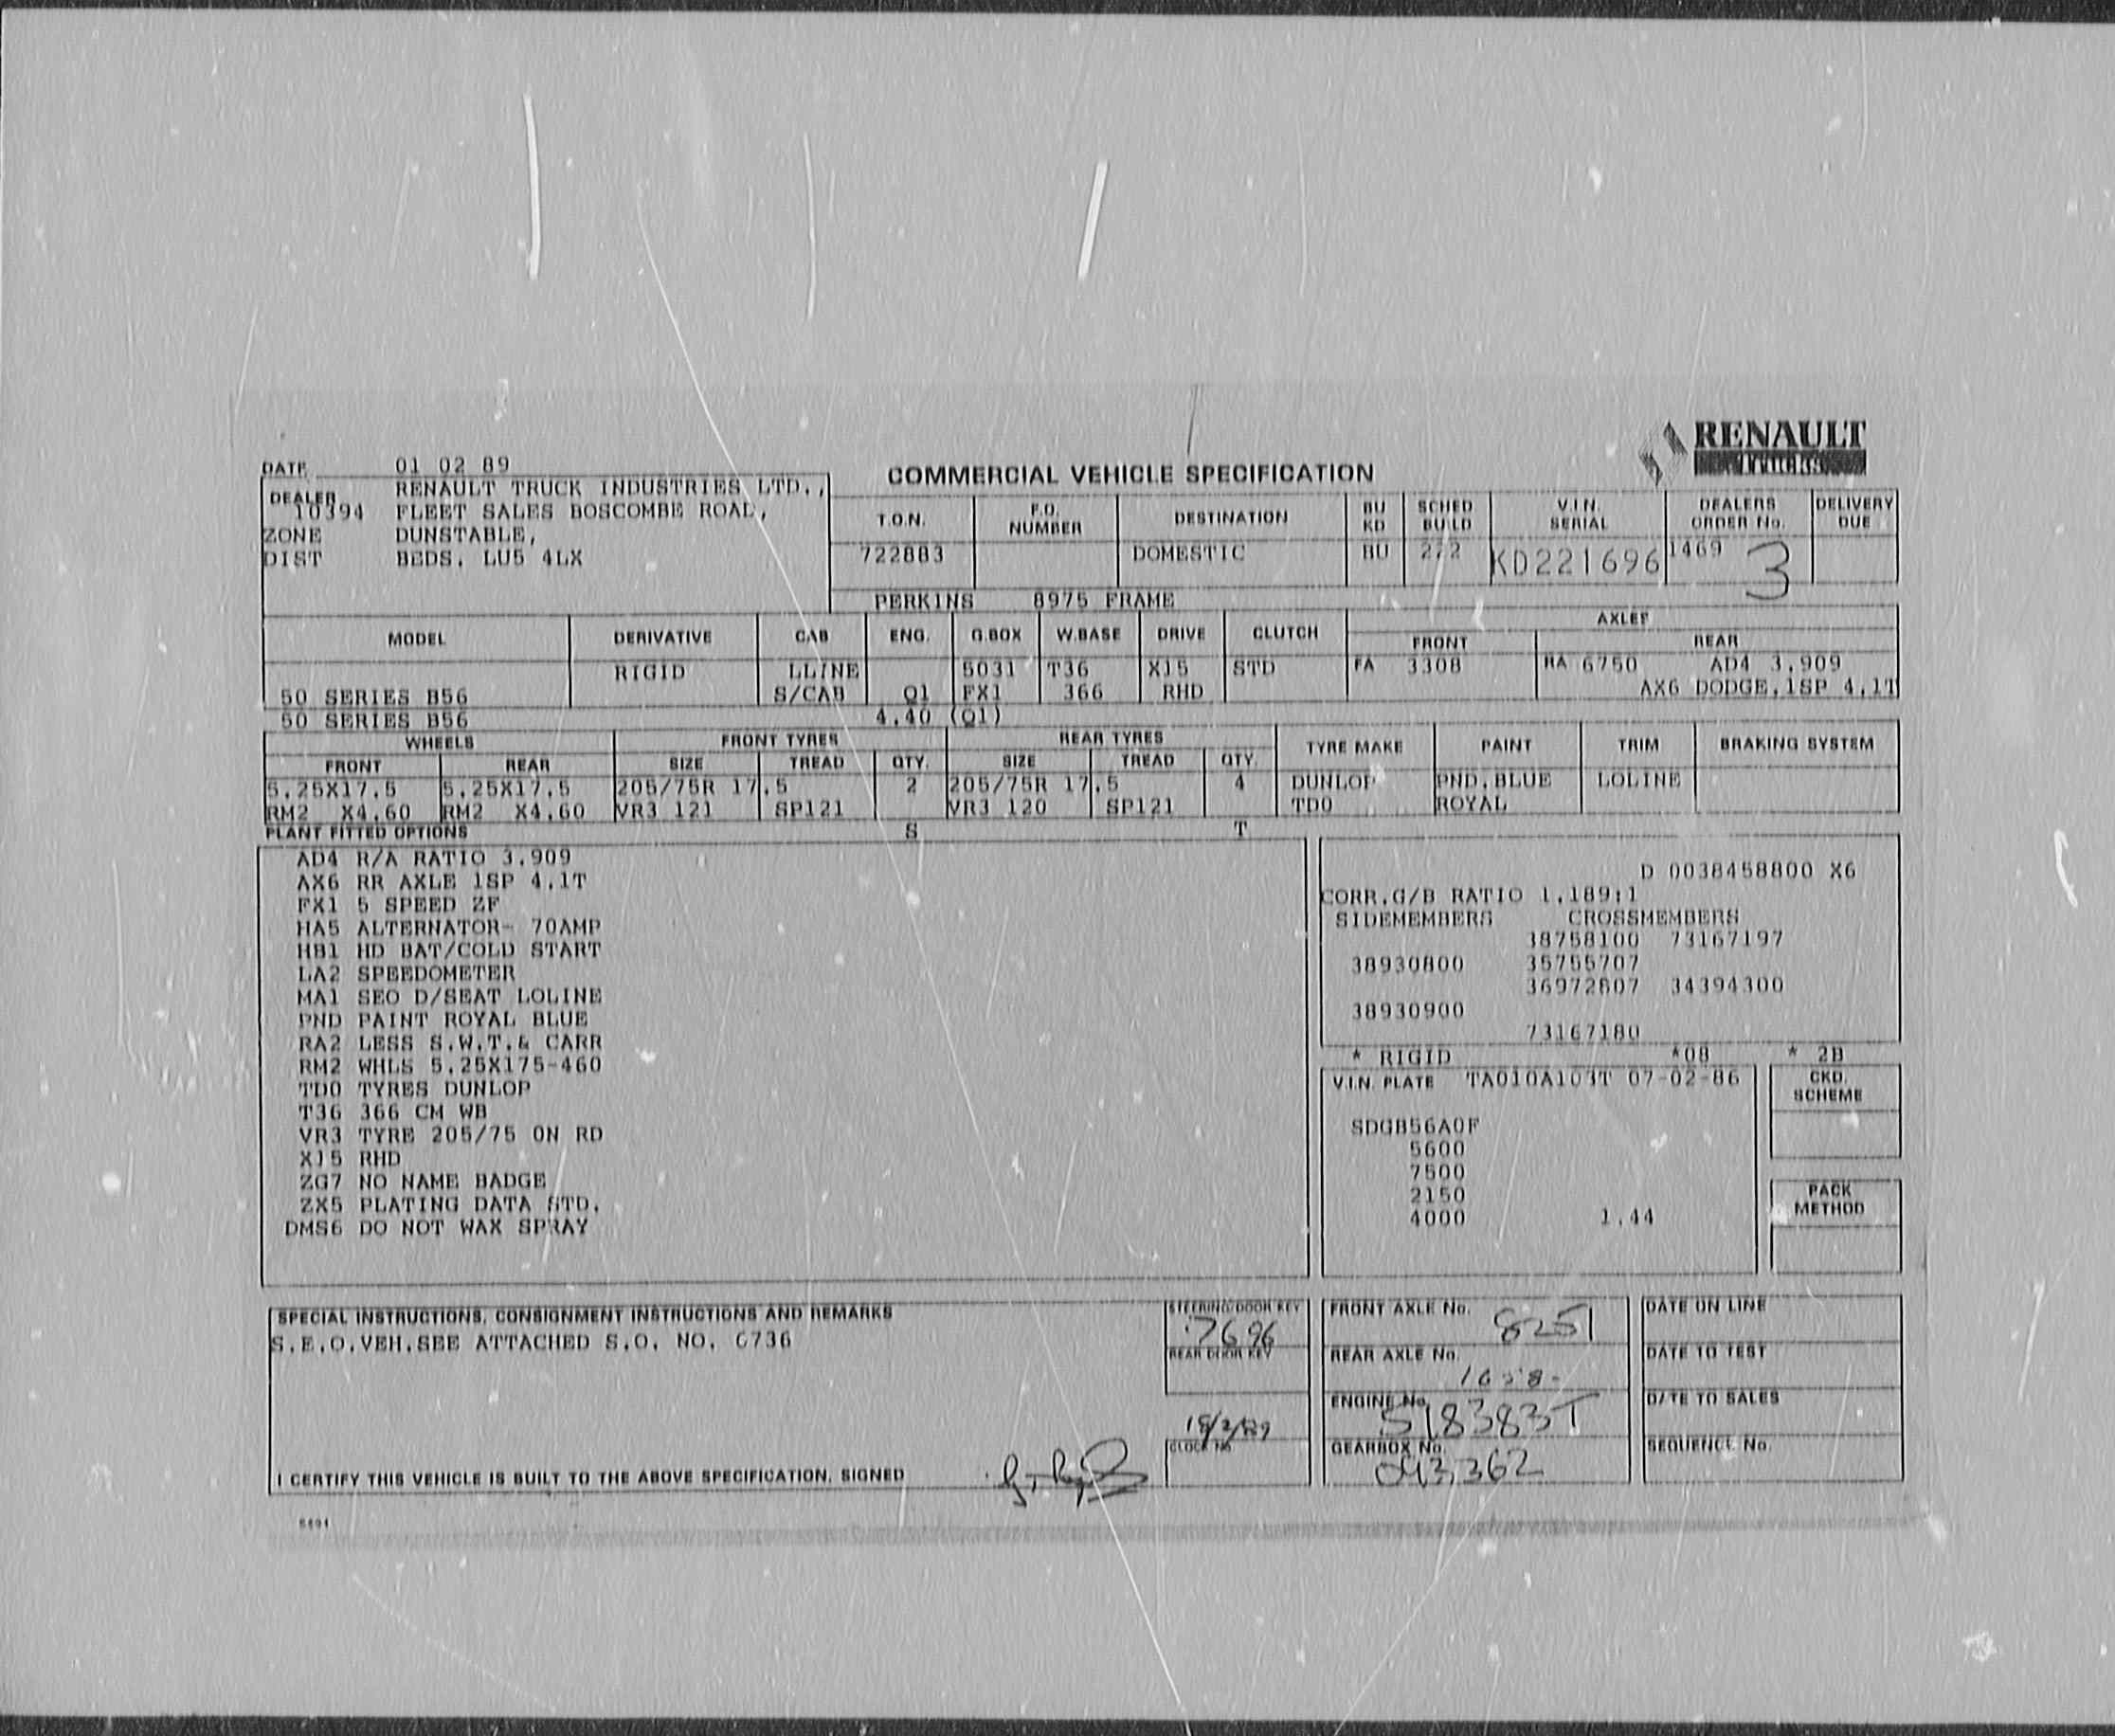 RENAULT
Trucks
DATE 01 02 89
COMMERCIAL VEHICLE SPECIFICATION
DEALER 10394 RENAULT TRUCK INDUSTRIES LTD.,
FLEET SALES BOSCOMBE ROAD,
ZONE DUNSTABLE,
DIST BEDS. LU5 4LX
T.O.N. F.O. NUMBER DESTINATION BU KD SCHED BUILD V.I.N. SERIAL DEALERS ORDER No. DELIVERY DUE
722883 DOMESTIC BU 2/2 KD221696 1469 3
PERKINS 8975 FRAME
MODEL DERIVATIVE CAB ENG. G.BOX W.BASE DRIVE CLUTCH AXLES
FRONT REAR
RIGID LLINE 5031 T36 X15 STD FA 3308 RA 6750 AD4 3.909
50 SERIES B56 S/CAB Q1 FX1 366 RHD AX6 DODGE.1SP 4.1T
50 SERIES B56 4.40 (Q1)
WHEELS FRONT TYRES REAR TYRES TYRE MAKE PAINT TRIM BRAKING SYSTEM
FRONT REAR SIZE TREAD QTY. SIZE TREAD QTY.
5.25X17.5 5.25X17.5 205/75R 17.5 2 205/75R 17.5 4 DUNLOP PND.BLUE LOLINE
RM2 X4.60 RM2 X4.60 VR3 121 SP121 VR3 120 SP121 TD0 ROYAL
PLANT FITTED OPTIONS S T
AD4 R/A RATIO 3.909
AX6 RR AXLE 1SP 4.1T
FX1 5 SPEED ZF
HA5 ALTERNATOR- 70AMP
HB1 HD BAT/COLD START
LA2 SPEEDOMETER
MA1 SEO D/SEAT LOLINE
PND PAINT ROYAL BLUE
RA2 LESS S.W.T.& CARR
RM2 WHLS 5.25X175-460
TD0 TYRES DUNLOP
T36 366 CM WB
VR3 TYRE 205/75 ON RD
X15 RHD
ZG7 NO NAME BADGE
ZX5 PLATING DATA STD.
DMS6 DO NOT WAX SPRAY
D 0038458800 X6
CORR.G/B RATIO 1.189:1
SIDEMEMBERS CROSSMEMBERS
38758100 73167197
38930800 35755707
36972807 34394300
38930900
73167180
* RIGID *08 * 2B
V.I.N. PLATE TA010A103T 07-02-86
CKD. SCHEME
SDGB56A0F
5600
7500
2150
4000 1.44
PACK METHOD
SPECIAL INSTRUCTIONS, CONSIGNMENT INSTRUCTIONS AND REMARKS
S.E.O.VEH.SEE ATTACHED S.O. NO. 6736
STEERING/DOOR KEY
7696
REAR DOOR KEY
CLOCK No
FRONT AXLE No. 8251
REAR AXLE No.
ENGINE No. 518383T
GEARBOX No. 043362
DATE ON LINE
DATE TO TEST
DATE TO SALES
SEQUENCE No.
I CERTIFY THIS VEHICLE IS BUILT TO THE ABOVE SPECIFICATION. SIGNED